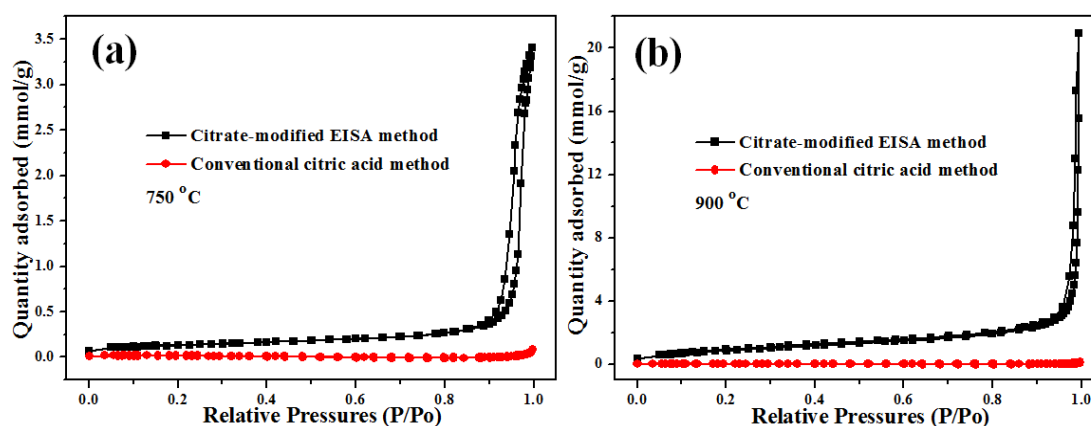 (a)
Quantity adsorbed (mmol/g)
3.5
3.0
2.5
2.0
1.5
1.0
0.5
0.0
Citrate-modified EISA method
Conventional citric acid method
750 °C
0.0 0.2 0.4 0.6 0.8 1.0
Relative Pressures (P/Po)
(b)
Quantity adsorbed (mmol/g)
20
16
12
8
4
0
Citrate-modified EISA method
Conventional citric acid method
900 °C
0.0 0.2 0.4 0.6 0.8 1.0
Relative Pressures (P/Po)